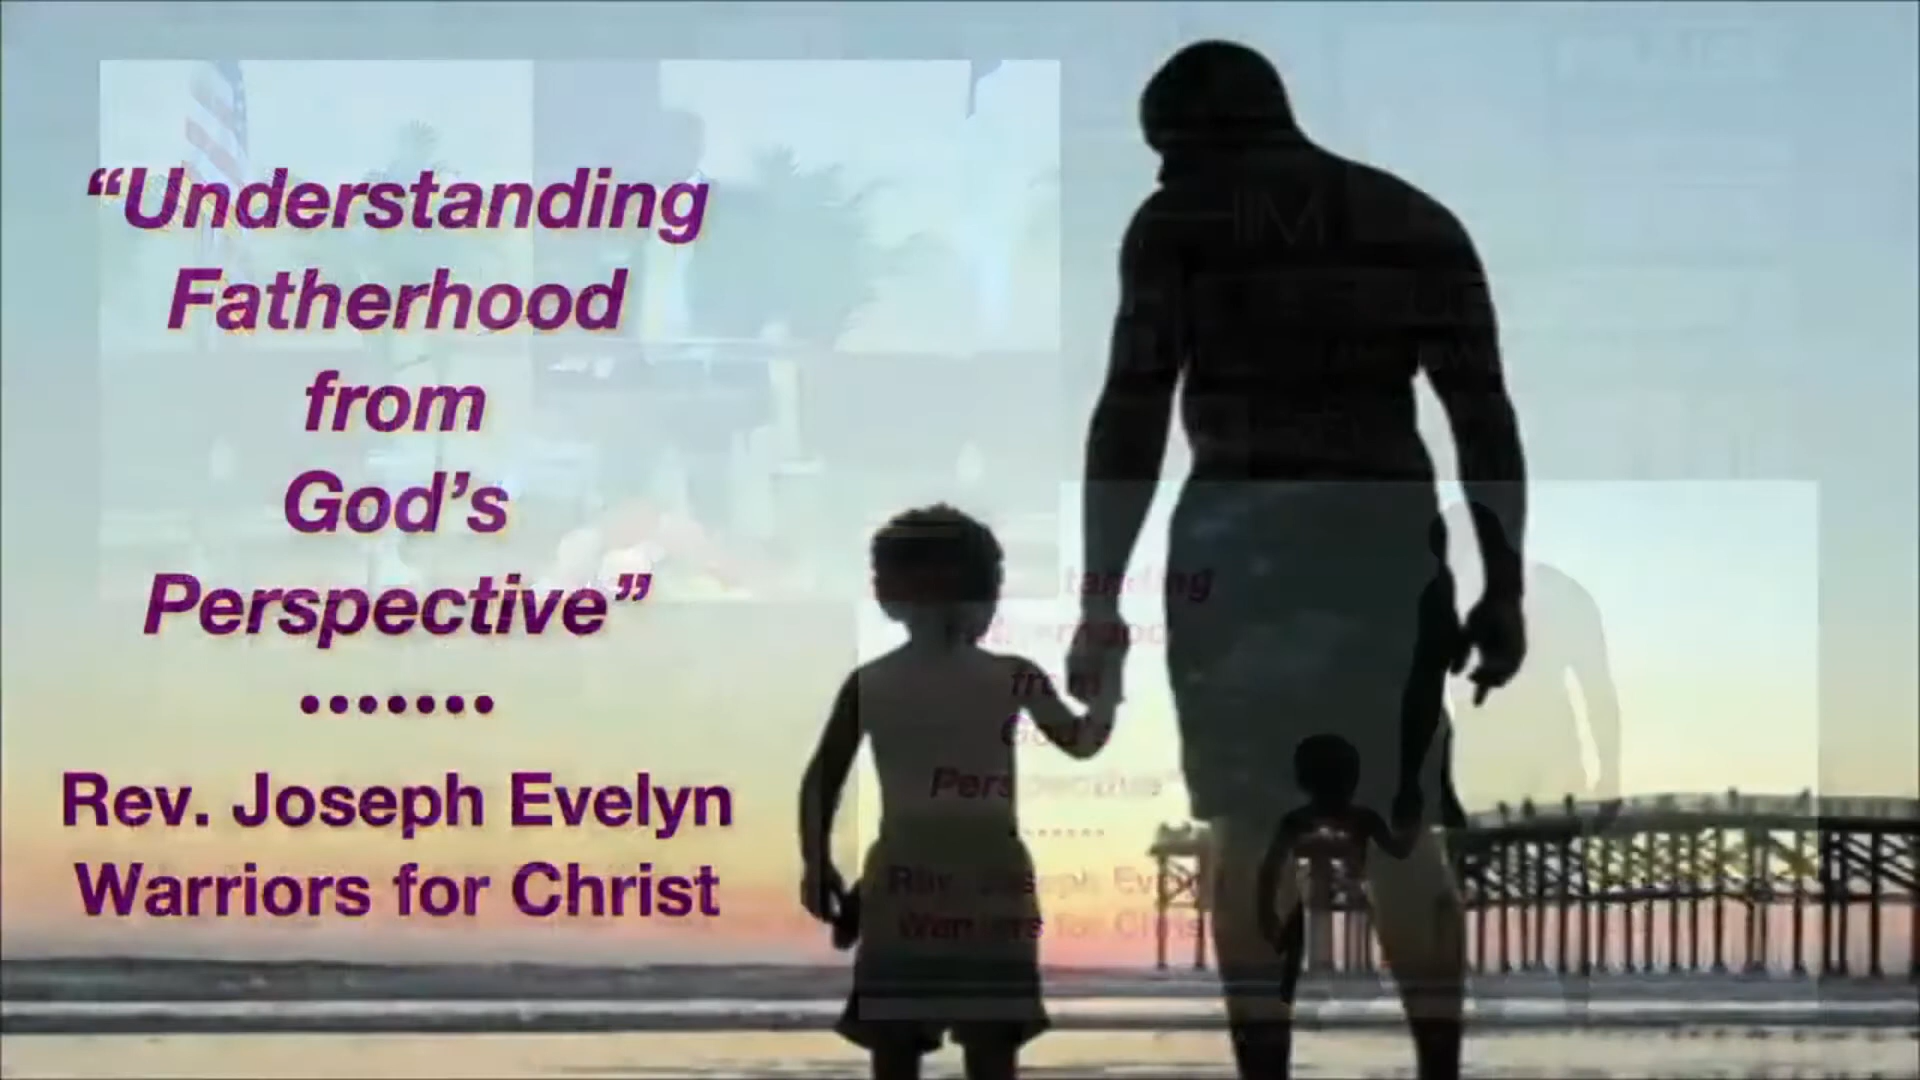 “Understanding
Fatherhood
from
God’s
Perspective”
•••••••
Rev. Joseph Evelyn
Warriors for Christ